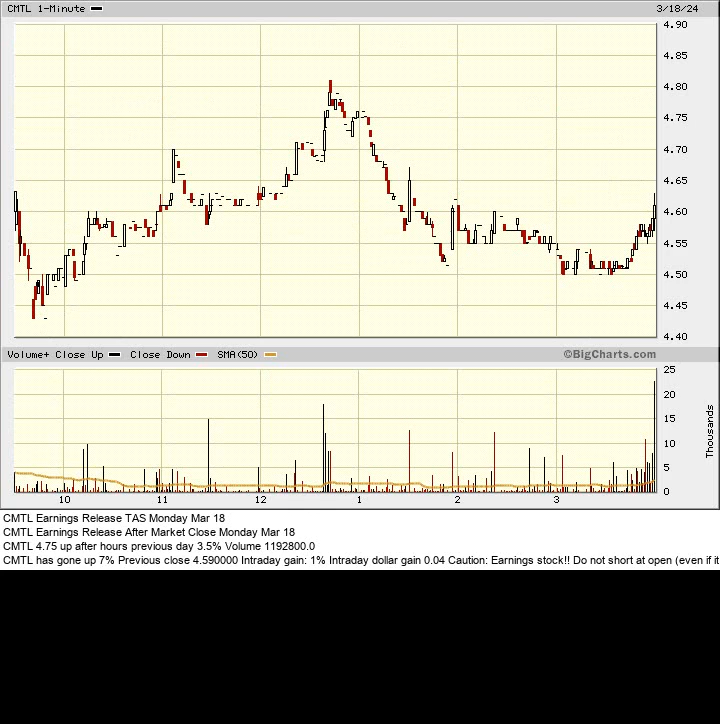 CMTL 1-Minute 3/18/24
4.90
4.85
4.80
4.75
4.70
4.65
4.60
4.55
4.50
4.45
4.40
Volume+ Close Up Close Down SMA(50) ©BigCharts.com
25
20
15
10
5
0
Thousands
10 11 12 1 2 3
CMTL Earnings Release TAS Monday Mar 18
CMTL Earnings Release After Market Close Monday Mar 18
CMTL 4.75 up after hours previous day 3.5% Volume 1192800.0
CMTL has gone up 7% Previous close 4.590000 Intraday gain: 1% Intraday dollar gain 0.04 Caution: Earnings stock!! Do not short at open (even if it